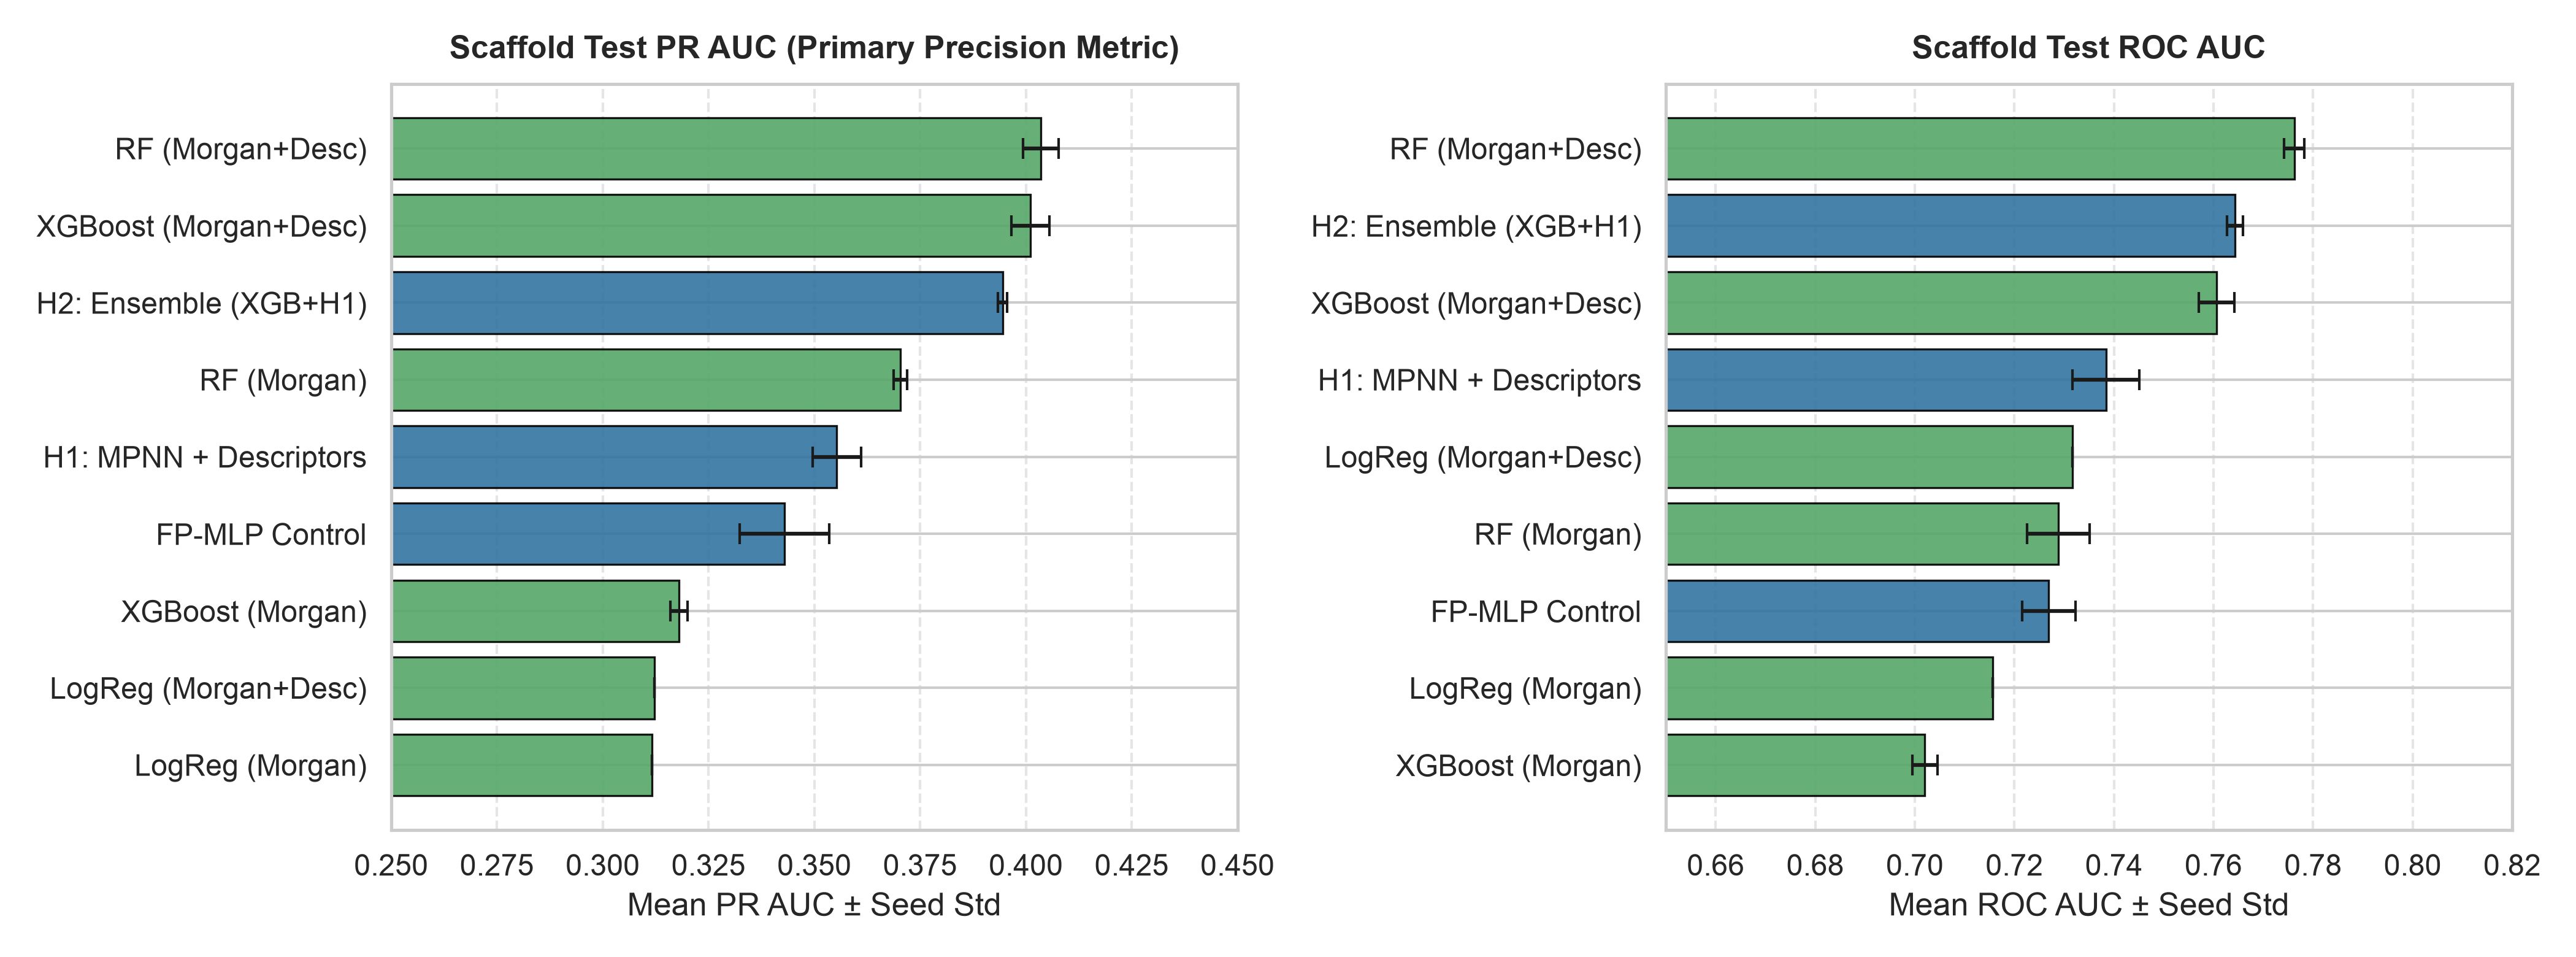 Scaffold Test PR AUC (Primary Precision Metric)
RF (Morgan+Desc)
XGBoost (Morgan+Desc)
H2: Ensemble (XGB+H1)
RF (Morgan)
H1: MPNN + Descriptors
FP-MLP Control
XGBoost (Morgan)
LogReg (Morgan+Desc)
LogReg (Morgan)
0.250 0.275 0.300 0.325 0.350 0.375 0.400 0.425 0.450
Mean PR AUC ± Seed Std
Scaffold Test ROC AUC
RF (Morgan+Desc)
H2: Ensemble (XGB+H1)
XGBoost (Morgan+Desc)
H1: MPNN + Descriptors
LogReg (Morgan+Desc)
RF (Morgan)
FP-MLP Control
LogReg (Morgan)
XGBoost (Morgan)
0.66 0.68 0.70 0.72 0.74 0.76 0.78 0.80 0.82
Mean ROC AUC ± Seed Std